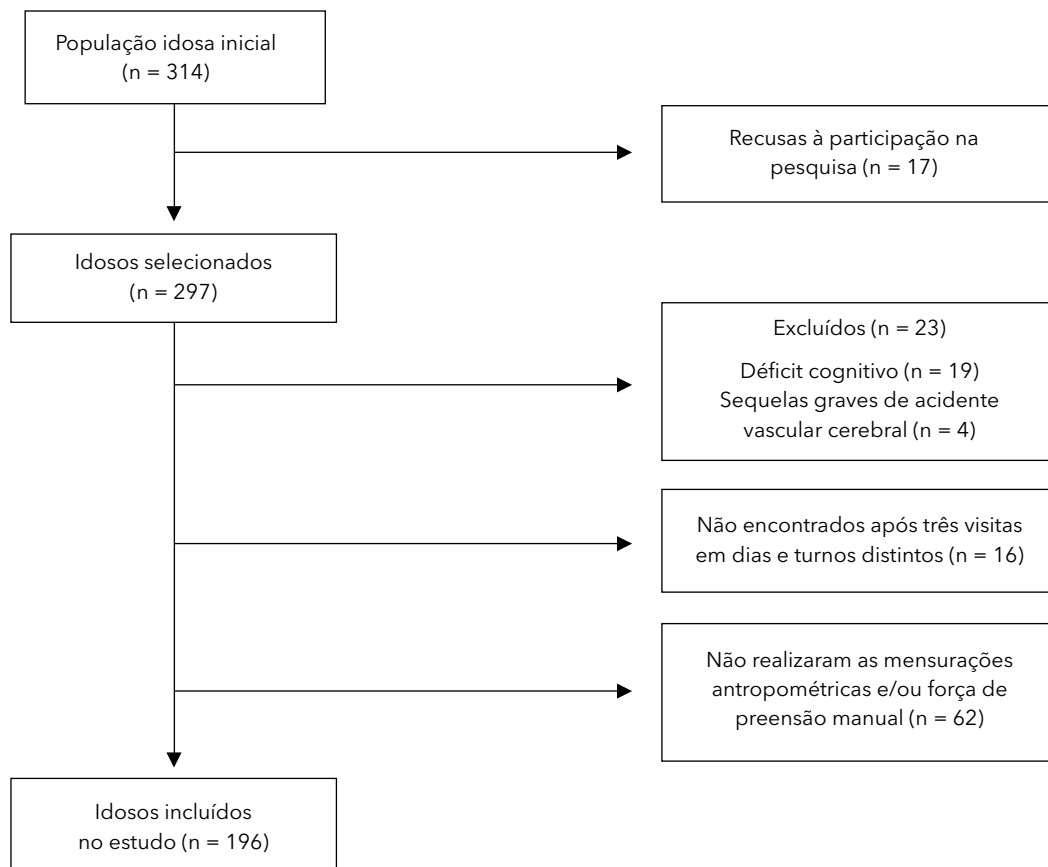 População idosa inicial
(n = 314)
Recusas à participação na
pesquisa (n = 17)
Idosos selecionados
(n = 297)
Excluídos (n = 23)
Déficit cognitivo (n = 19)
Sequelas graves de acidente
vascular cerebral (n = 4)
Não encontrados após três visitas
em dias e turnos distintos (n = 16)
Não realizaram as mensurações
antropométricas e/ou força de
preensão manual (n = 62)
Idosos incluídos
no estudo (n = 196)